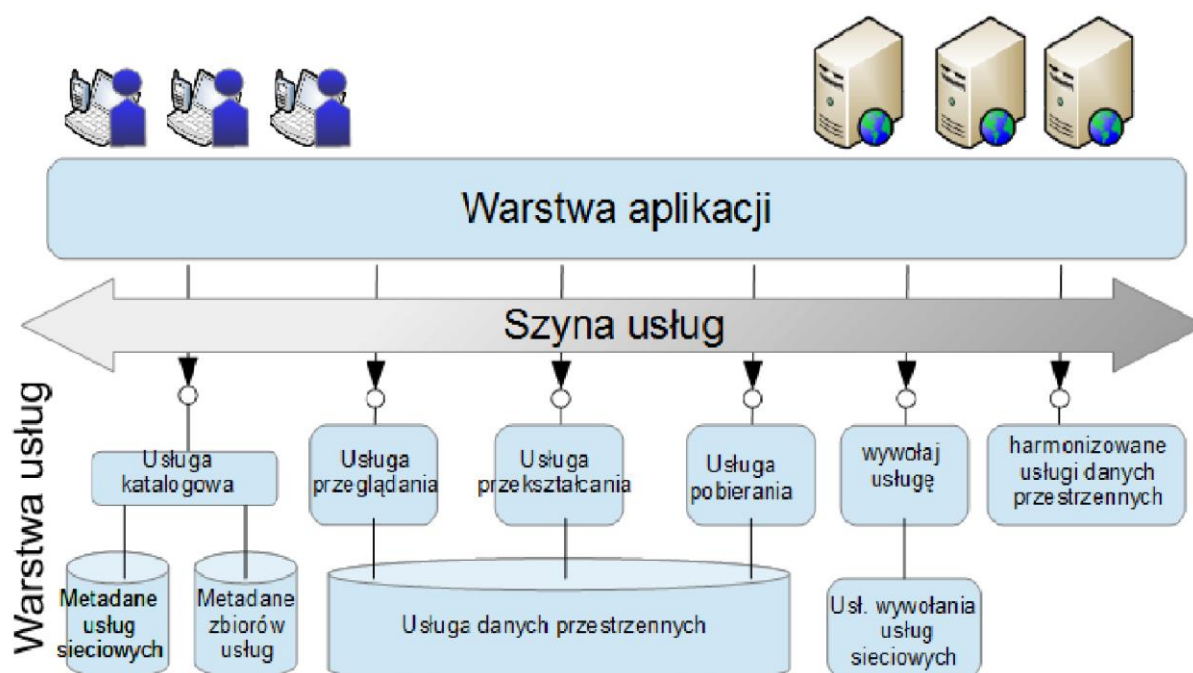 Warstwa aplikacji
Szyna usług
Warstwa usług
Usługa
katalogowa
Usługa
przeglądania
Usługa
przekształcania
Usługa
pobierania
wywołaj
usługę
harmonizowane
usługi danych
przestrzennych
Metadane
usług
sieciowych
Metadane
zbiorów
usług
Usługa danych przestrzennych
Usł. wywołania
usług
sieciowych